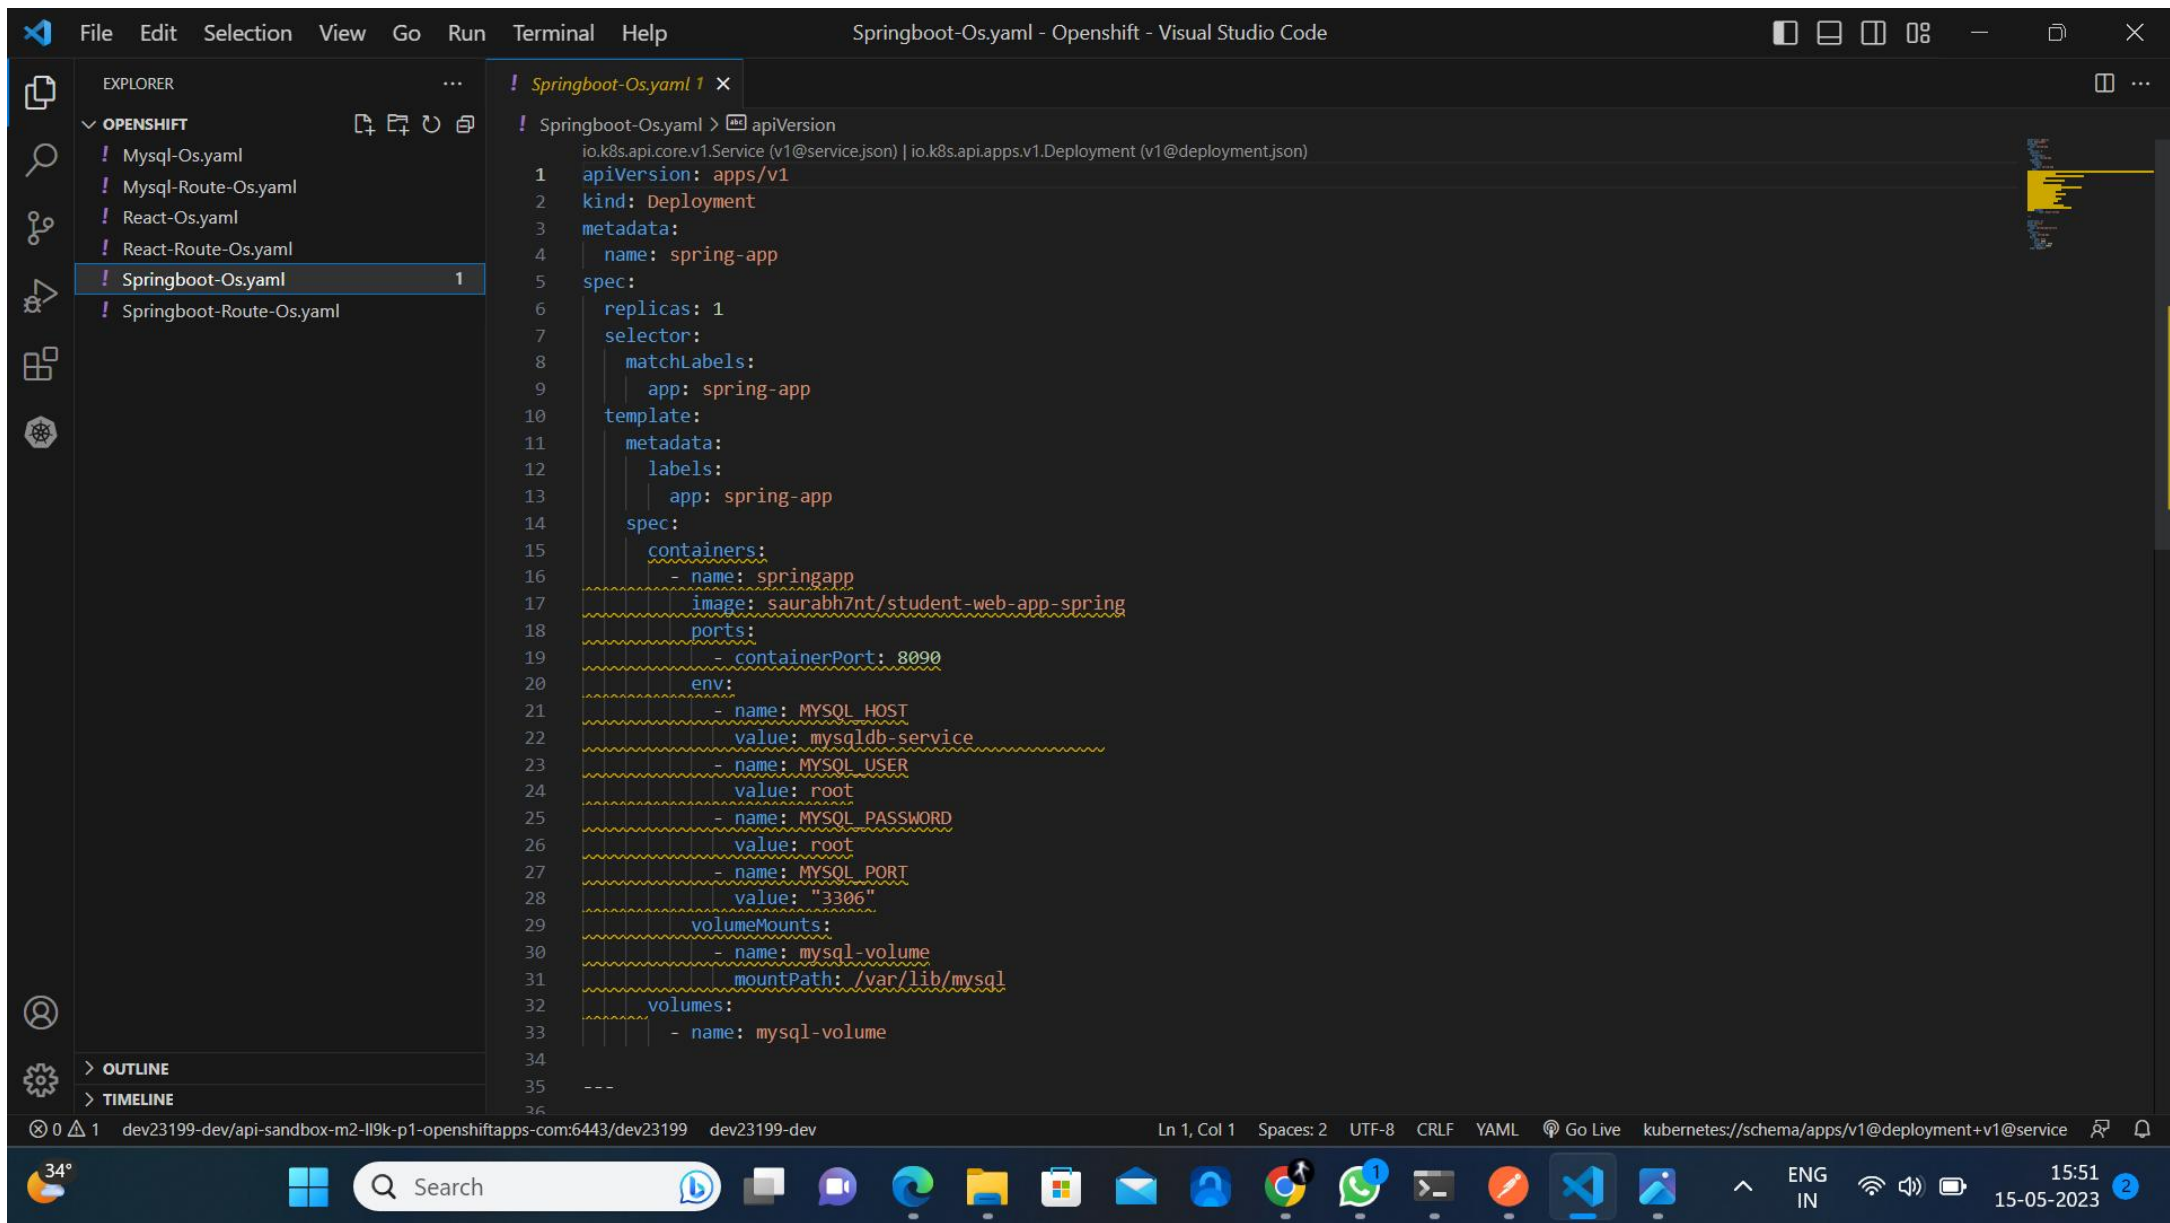 File Edit Selection View Go Run Terminal Help
Springboot-Os.yaml - Openshift - Visual Studio Code
EXPLORER
OPENSHIFT
! Mysql-Os.yaml
! Mysql-Route-Os.yaml
! React-Os.yaml
! React-Route-Os.yaml
! Springboot-Os.yaml 1
! Springboot-Route-Os.yaml
OUTLINE
TIMELINE
! Springboot-Os.yaml 1
! Springboot-Os.yaml > abc apiVersion
io.k8s.api.core.v1.Service (v1@service.json) | io.k8s.api.apps.v1.Deployment (v1@deployment.json)
1 apiVersion: apps/v1
2 kind: Deployment
3 metadata:
4 name: spring-app
5 spec:
6 replicas: 1
7 selector:
8 matchLabels:
9 app: spring-app
10 template:
11 metadata:
12 labels:
13 app: spring-app
14 spec:
15 containers:
16 - name: springapp
17 image: saurabh7nt/student-web-app-spring
18 ports:
19 - containerPort: 8090
20 env:
21 - name: MYSQL_HOST
22 value: mysqldb-service
23 - name: MYSQL_USER
24 value: root
25 - name: MYSQL_PASSWORD
26 value: root
27 - name: MYSQL_PORT
28 value: "3306"
29 volumeMounts:
30 - name: mysql-volume
31 mountPath: /var/lib/mysql
32 volumes:
33 - name: mysql-volume
34
35 ---
36
0 1 dev23199-dev/api-sandbox-m2-ll9k-p1-openshiftapps-com:6443/dev23199 dev23199-dev
Ln 1, Col 1 Spaces: 2 UTF-8 CRLF YAML Go Live kubernetes://schema/apps/v1@deployment+v1@service
34°
Search
1
ENG
IN
15:51
15-05-2023
2